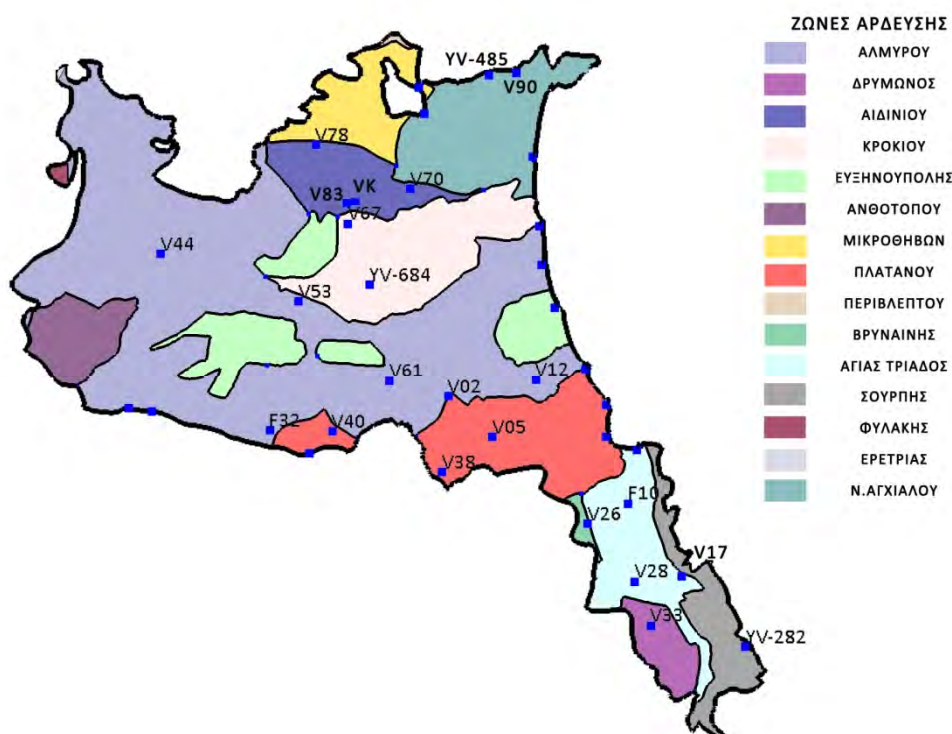 ΖΩΝΕΣ ΑΡΔΕΥΣΗΣ
ΑΛΜΥΡΟΥ
ΔΡΥΜΩΝΟΣ
ΑΙΔΙΝΙΟΥ
ΚΡΟΚΙΟΥ
ΕΥΞΗΝΟΥΠΟΛΗΣ
ΑΝΘΟΤΟΠΟΥ
ΜΙΚΡΟΘΗΒΩΝ
ΠΛΑΤΑΝΟΥ
ΠΕΡΙΒΛΕΠΤΟΥ
ΒΡΥΝΑΙΝΗΣ
ΑΓΙΑΣ ΤΡΙΑΔΟΣ
ΣΟΥΡΠΗΣ
ΦΥΛΑΚΗΣ
ΕΡΕΤΡΙΑΣ
Ν.ΑΓΧΙΑΛΟΥ
YV-485
V90
V78
V70
V83 VK
V67
V44
YV-684
V53
V61
V12
V02
F32
V40
V05
V38
F10
V26
V17
V28
V33
YV-282